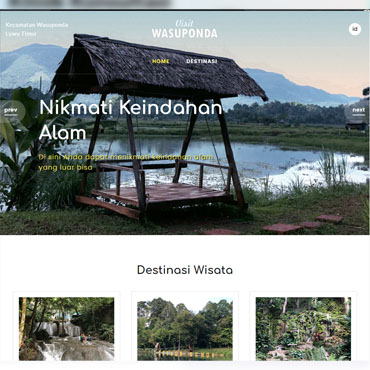 Kecamatan Wasuponda
Luwu Timur
Visit
WASUPONDA
id
HOME DESTINASI
prev
next
Nikmati Keindahan
Alam
Di sini Anda dapat menikmati keindahan alam
yang luar biasa
Destinasi Wisata